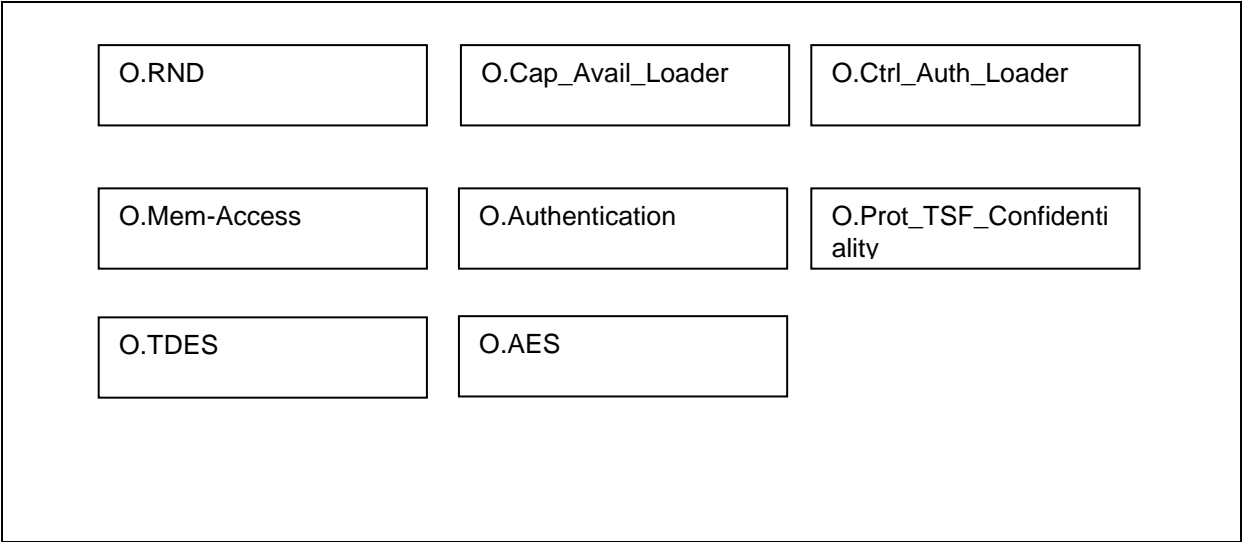 O.RND
O.Cap_Avail_Loader
O.Ctrl_Auth_Loader
O.Mem-Access
O.Authentication
O.Prot_TSF_Confidenti
ality
O.TDES
O.AES